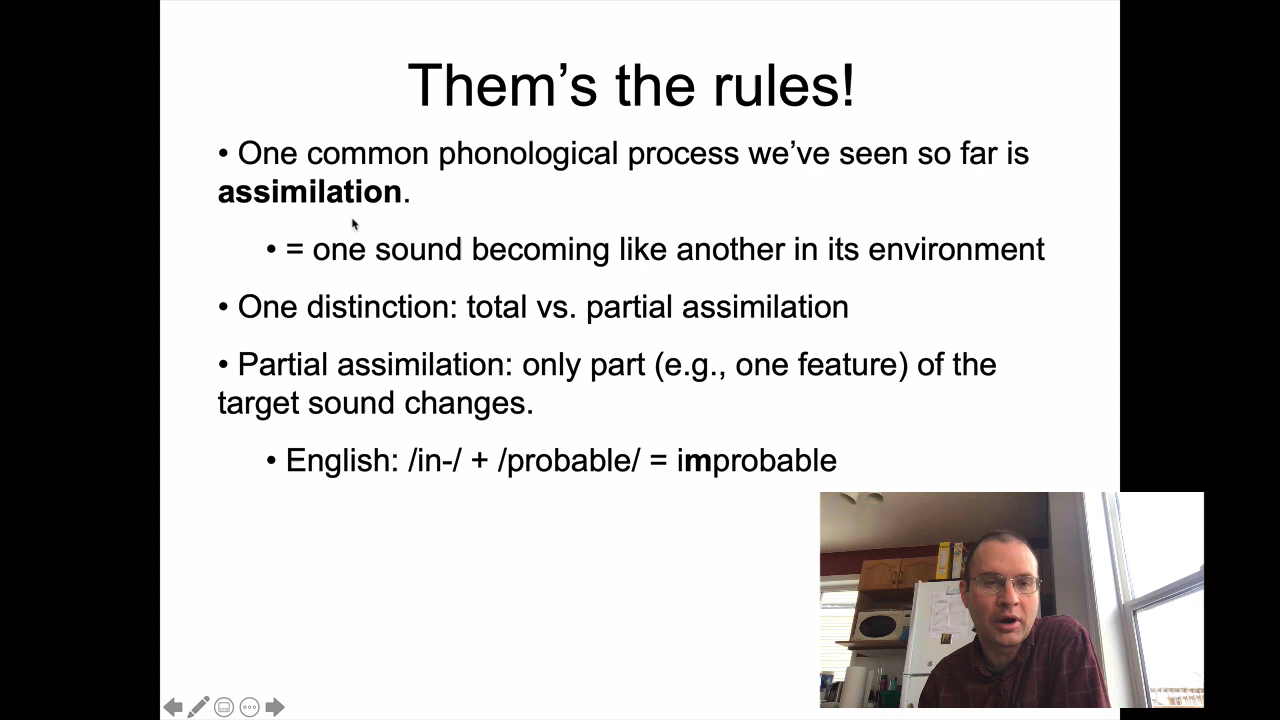 Them’s the rules!
• One common phonological process we’ve seen so far is
assimilation.
• = one sound becoming like another in its environment
• One distinction: total vs. partial assimilation
• Partial assimilation: only part (e.g., one feature) of the
target sound changes.
• English: /in-/ + /probable/ = improbable